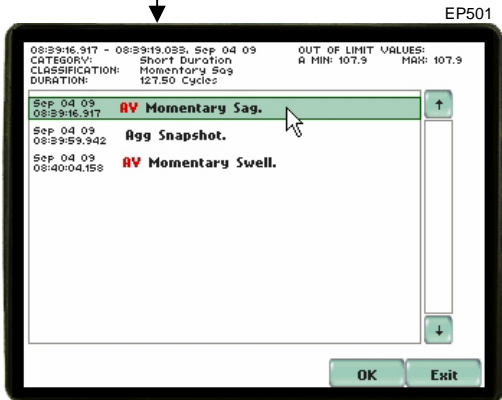 EP501
08:39:16.917 - 08:39:19.033, Sep 04 09
CATEGORY: Short Duration
CLASSIFICATION: Momentary Sag
DURATION: 127.50 Cycles
OUT OF LIMIT VALUES:
A MIN: 107.9 MAX: 107.9
Sep 04 09
08:39:16.917 AV Momentary Sag.
Sep 04 09
08:39:59.942 Agg Snapshot.
Sep 04 09
08:40:04.158 AV Momentary Swell.
OK
Exit